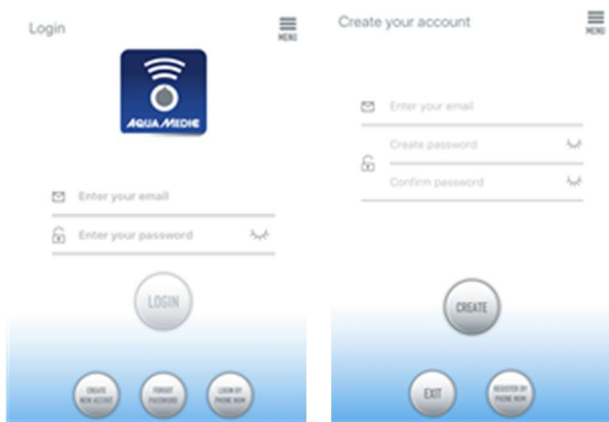 Login
MENU
AQUA MEDIC
Enter your email
Enter your password
LOGIN
CREATE
NEW ACCOUNT
FORGOT
PASSWORD
LOGIN BY
PHONE NUM
Create your account
MENU
Enter your email
Create password
Confirm password
CREATE
EXIT
REGISTER BY
PHONE NUM